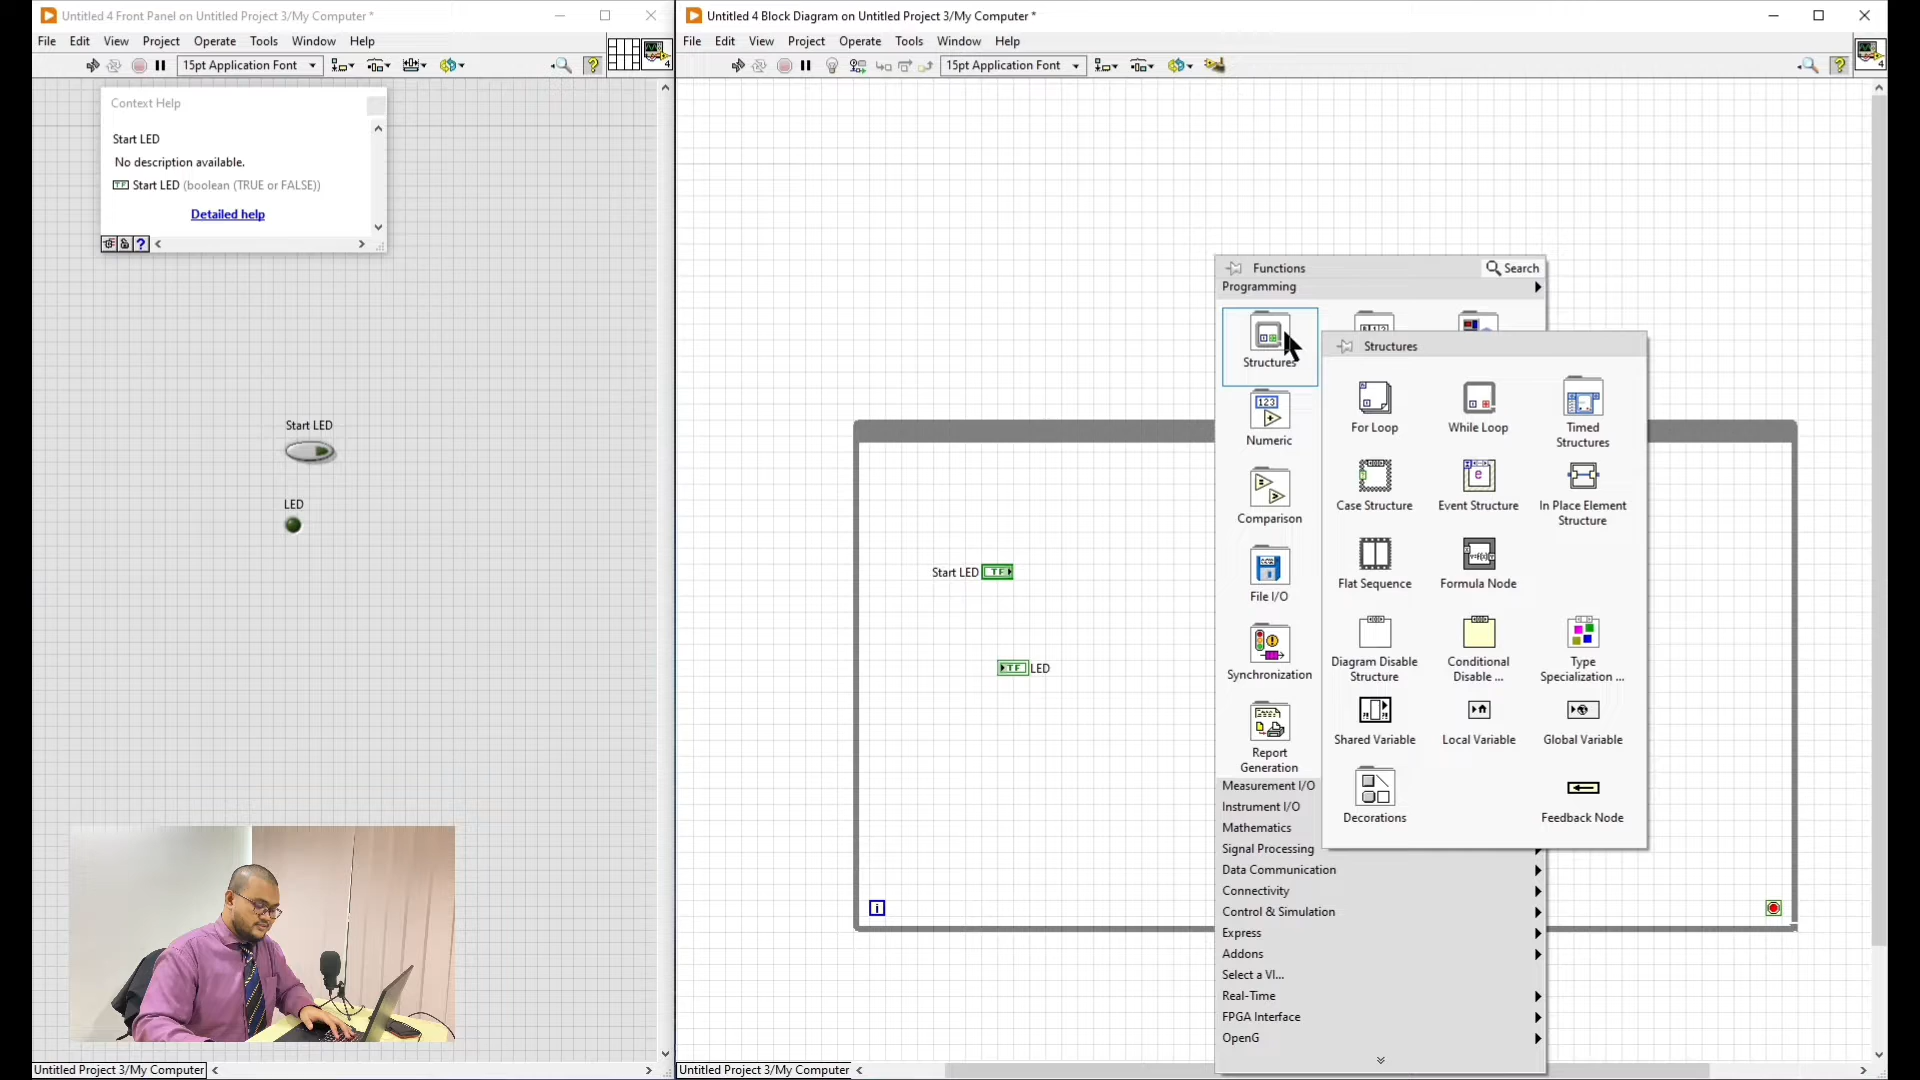 Untitled 4 Front Panel on Untitled Project 3/My Computer *
File Edit View Project Operate Tools Window Help
15pt Application Font
4
Context Help
Start LED
No description available.
TF Start LED (boolean (TRUE or FALSE))
Detailed help
Start LED
LED
Untitled Project 3/My Computer
Untitled 4 Block Diagram on Untitled Project 3/My Computer *
File Edit View Project Operate Tools Window Help
15pt Application Font
4
Start LED TF
TF LED
i
Functions
Search
Programming
Structures
Numeric
Comparison
File I/O
Synchronization
Report
Generation
Measurement I/O
Instrument I/O
Mathematics
Signal Processing
Data Communication
Connectivity
Control & Simulation
Express
Addons
Select a VI...
Real-Time
FPGA Interface
OpenG
Structures
For Loop
While Loop
Timed
Structures
Case Structure
Event Structure
In Place Element
Structure
Flat Sequence
Formula Node
Diagram Disable
Structure
Conditional
Disable ...
Type
Specialization ...
Shared Variable
Local Variable
Global Variable
Decorations
Feedback Node
Untitled Project 3/My Computer